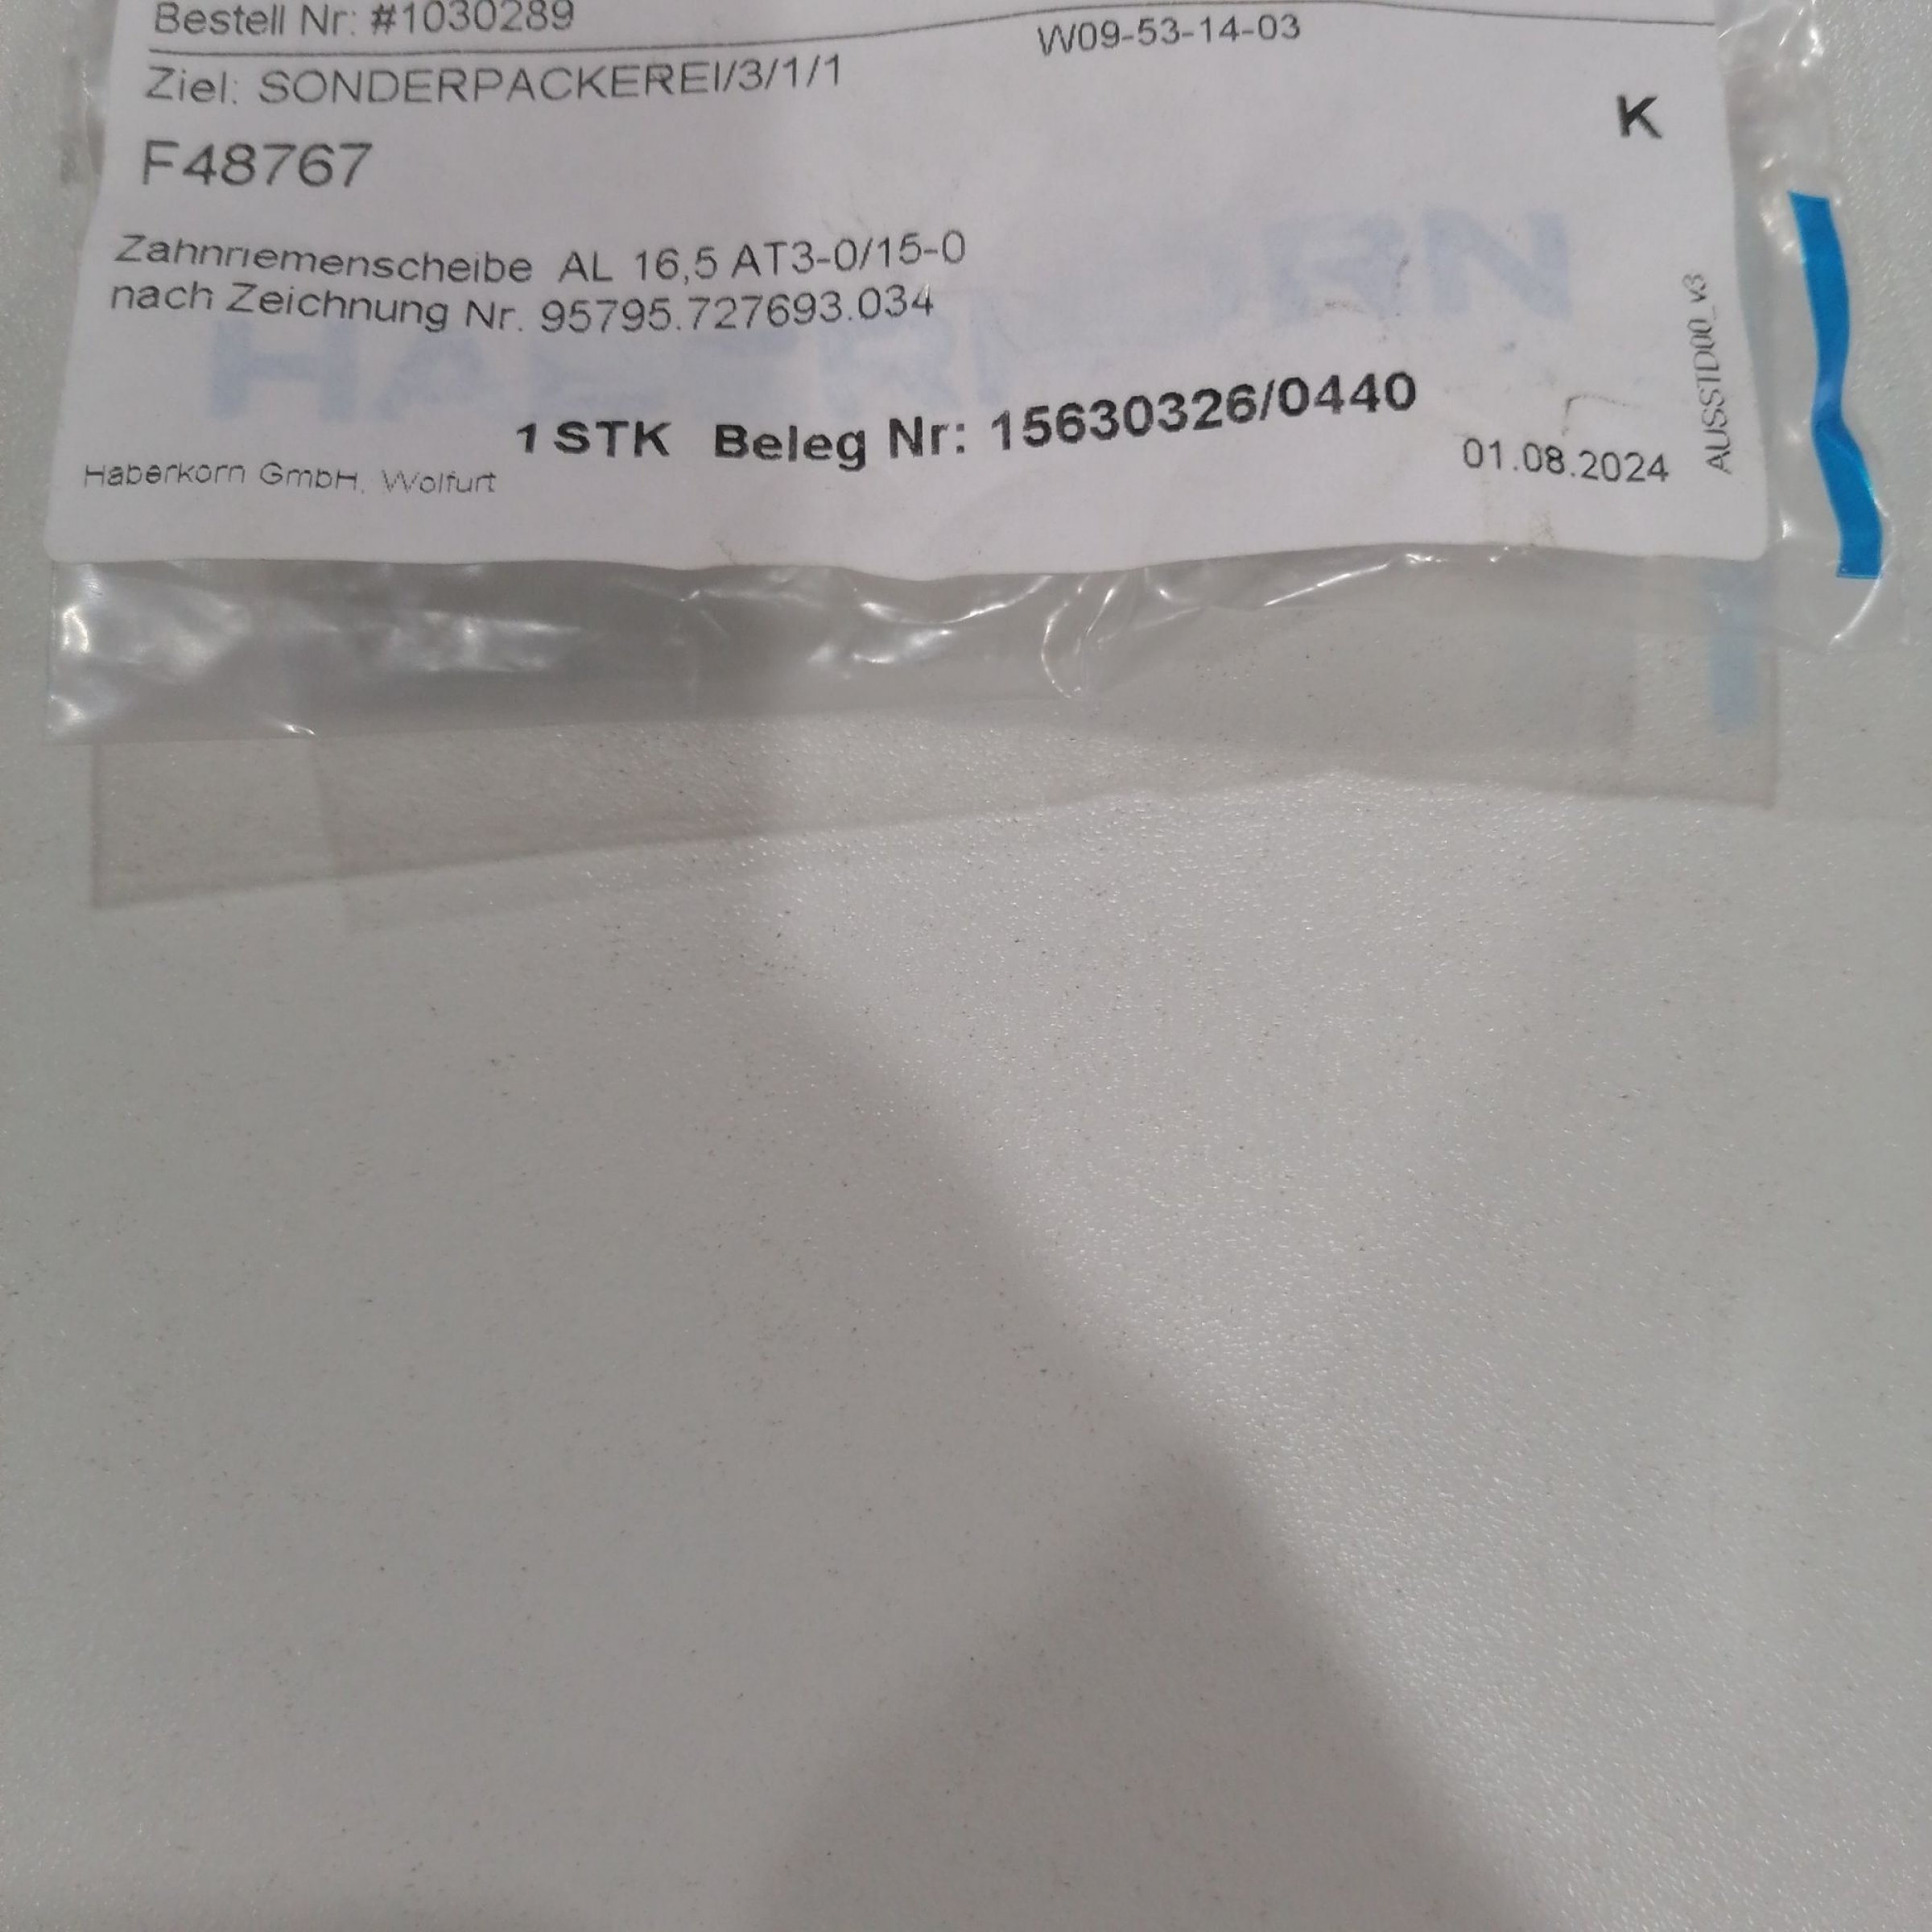 Bestell Nr: #1030289
W09-53-14-03
Ziel: SONDERPACKEREI/3/1/1
K
F48767
Zahnriemenscheibe AL 16,5 AT3-0/15-0
nach Zeichnung Nr. 95795.727693.034
1 STK Beleg Nr: 15630326/0440
Haberkorn GmbH, Wolfurt
01.08.2024
AUSSTD00_v3